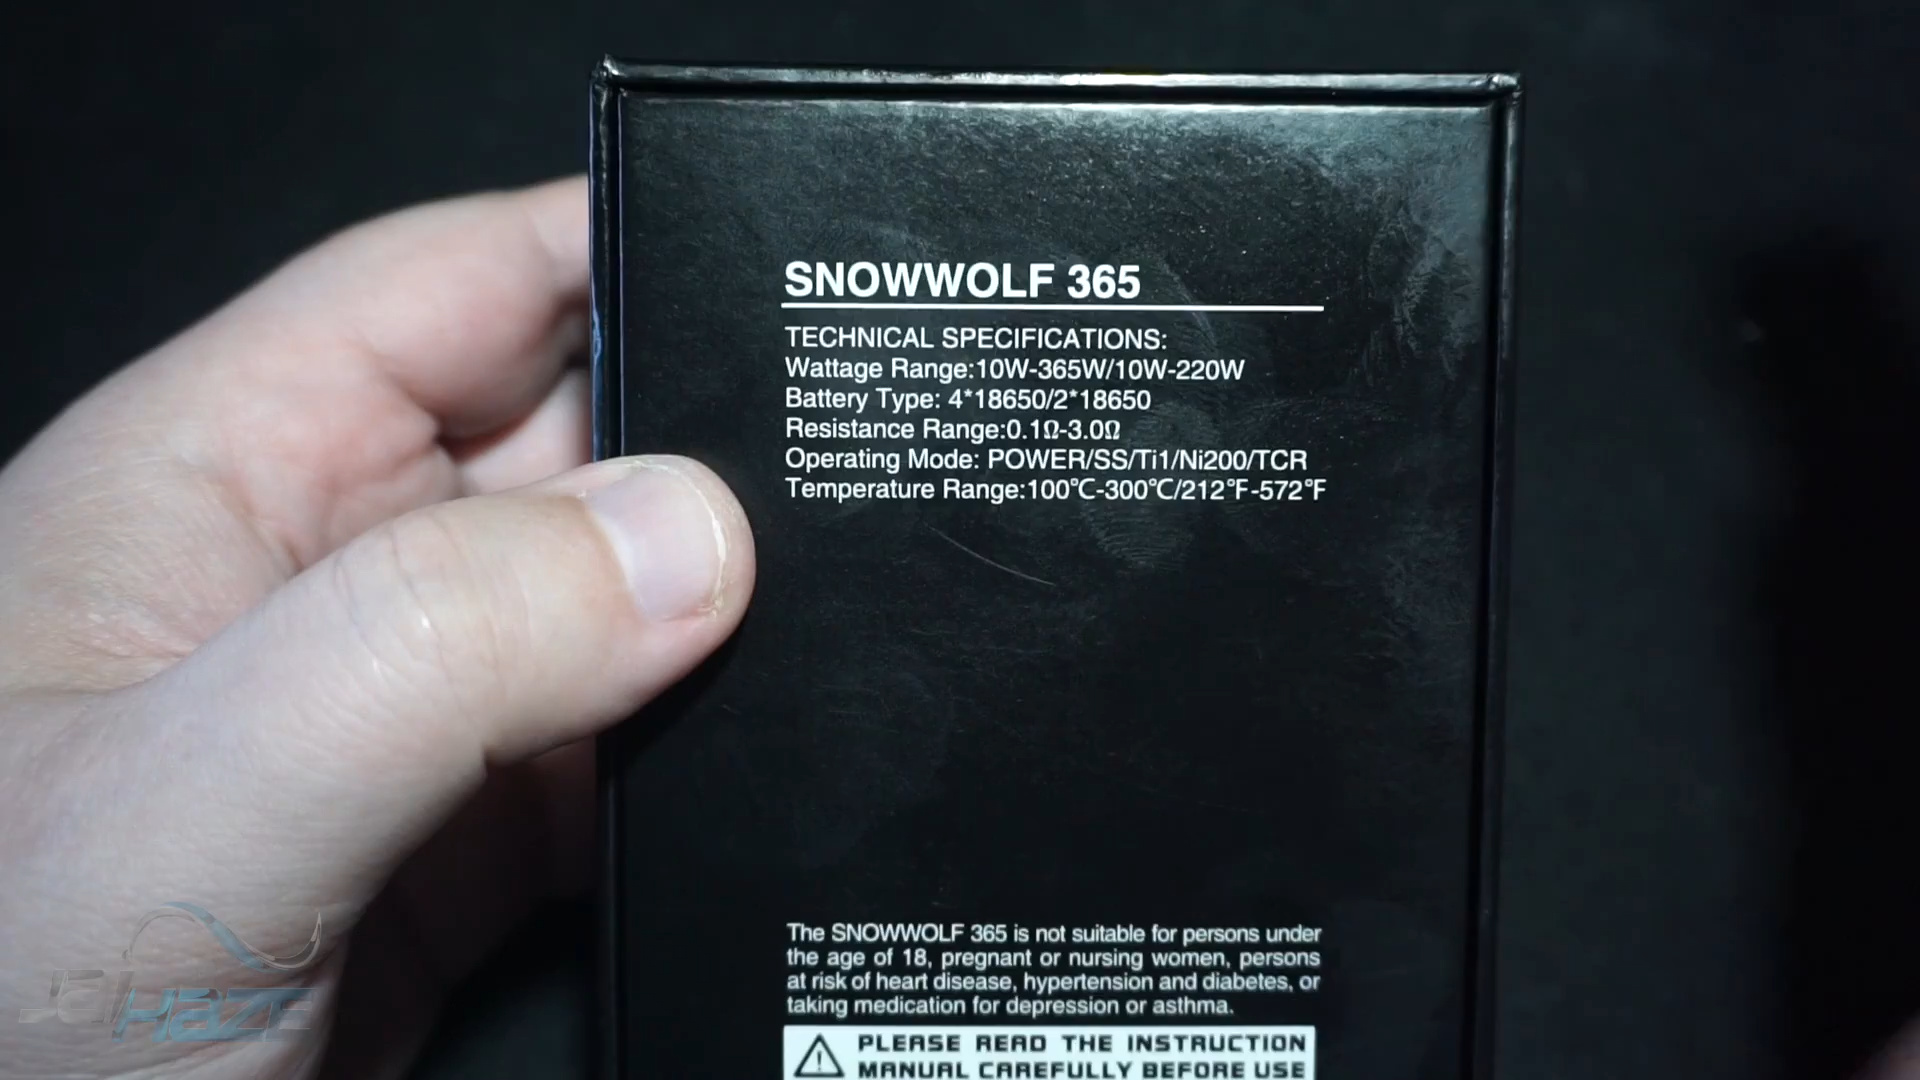 SNOWWOLF 365
TECHNICAL SPECIFICATIONS:
Wattage Range:10W-365W/10W-220W
Battery Type: 4*18650/2*18650
Resistance Range:0.1Ω-3.0Ω
Operating Mode: POWER/SS/Ti1/Ni200/TCR
Temperature Range:100℃-300℃/212℉-572℉
The SNOWWOLF 365 is not suitable for persons under
the age of 18, pregnant or nursing women, persons
at risk of heart disease, hypertension and diabetes, or
taking medication for depression or asthma.
PLEASE READ THE INSTRUCTION
MANUAL CAREFULLY BEFORE USE
Jai Haze